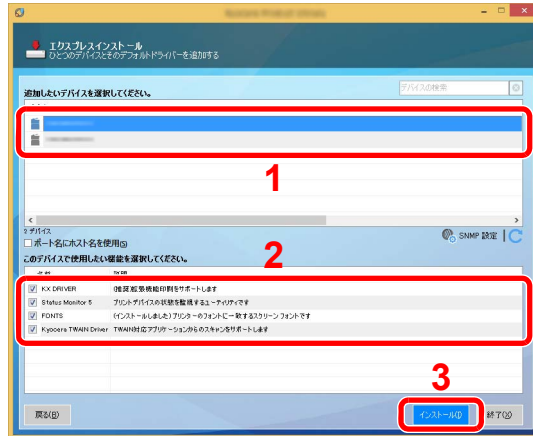 エクスプレスインストール
ひとつのデバイスとそのデフォルトドライバーを追加する
追加したいデバイスを選択してください。
デバイスの検索
1
2 デバイス
SNMP 設定
ポート名にホスト名を使用(S)
2
このデバイスで使用したい機能を選択してください。
名前 説明
KX DRIVER (推奨)拡張機能印刷をサポートします
Status Monitor 5 プリントデバイスの状態を監視するユーティリティです
FONTS (インストールしました)プリンターのフォントに一致するスクリーン フォントです
Kyocera TWAIN Driver TWAIN対応アプリケーションからのスキャンをサポートします
3
戻る(B) インストール(I) 終了(X)